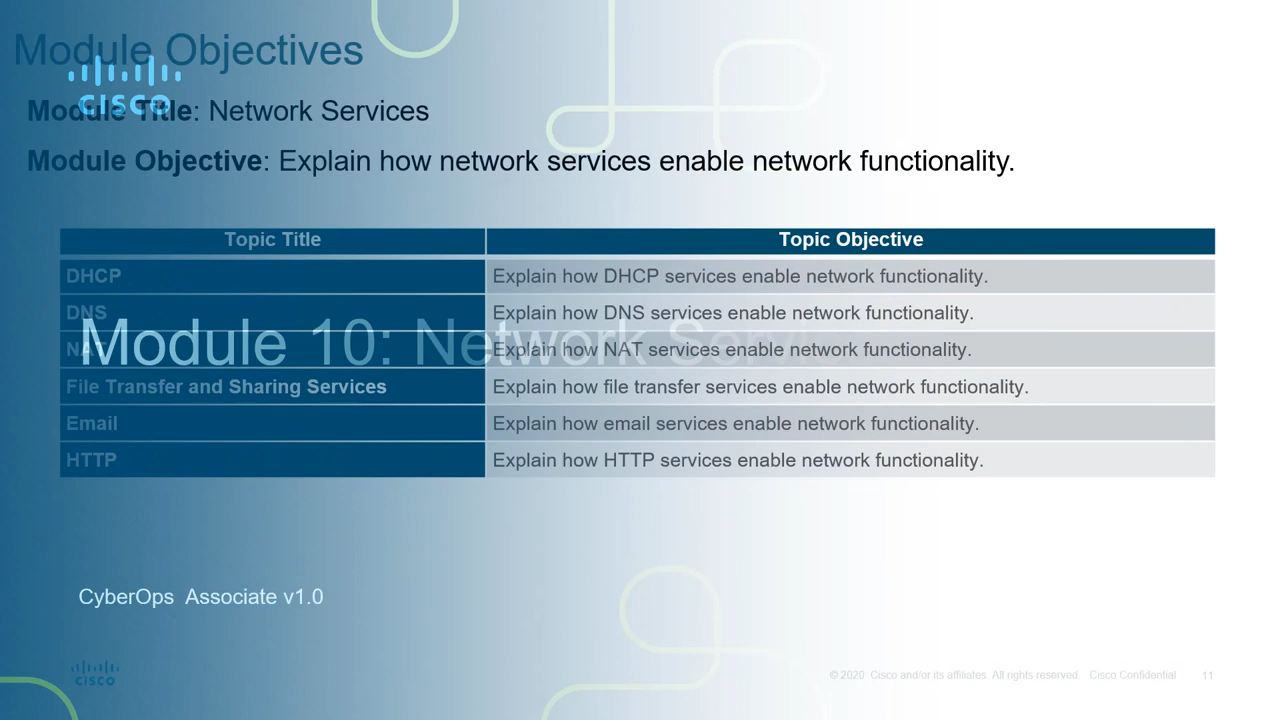 Module Objectives
CISCO
Module Title: Network Services
Module Objective: Explain how network services enable network functionality.
Topic Title Topic Objective
DHCP Explain how DHCP services enable network functionality.
DNS Explain how DNS services enable network functionality.
Module 10: Network Servi
NAT Explain how NAT services enable network functionality.
File Transfer and Sharing Services Explain how file transfer services enable network functionality.
Email Explain how email services enable network functionality.
HTTP Explain how HTTP services enable network functionality.
CyberOps Associate v1.0
CISCO
© 2020 Cisco and/or its affiliates. All rights reserved. Cisco Confidential 11